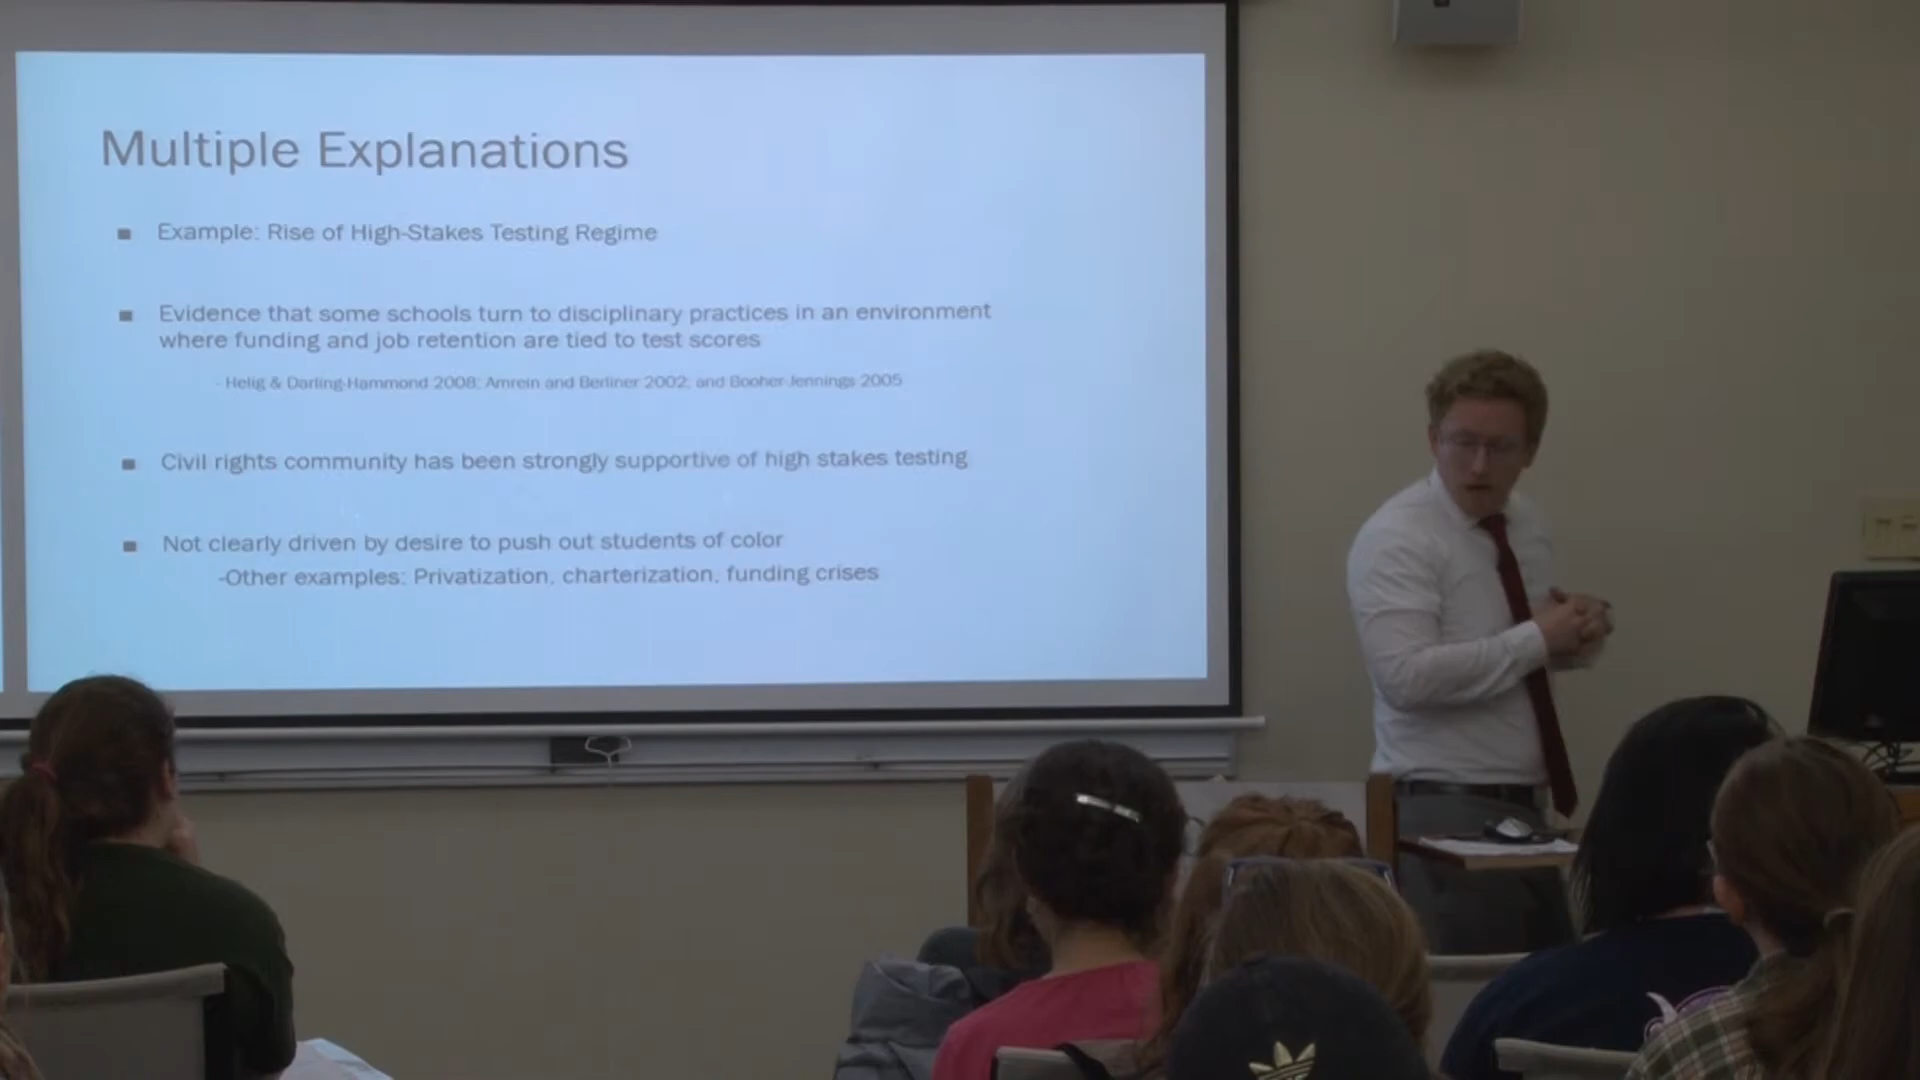 Multiple Explanations
Example: Rise of High-Stakes Testing Regime
Evidence that some schools turn to disciplinary practices in an environment
where funding and job retention are tied to test scores
- Helig & Darling-Hammond 2008; Amrein and Berliner 2002; and Booher-Jennings 2005
Civil rights community has been strongly supportive of high stakes testing
Not clearly driven by desire to push out students of color
-Other examples: Privatization, charterization, funding crises